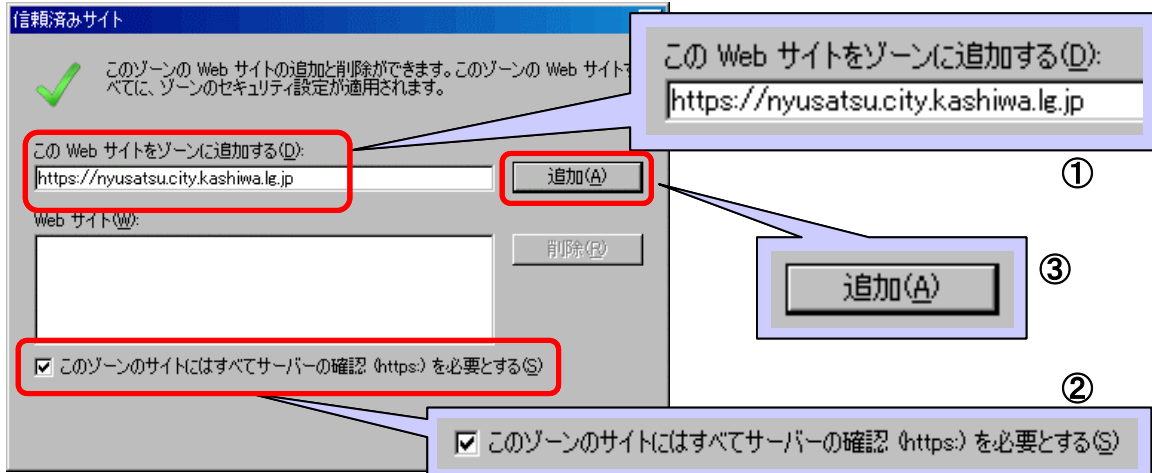 信頼済みサイト
このゾーンの Web サイトの追加と削除ができます。このゾーンの Web サイトす
べてに、ゾーンのセキュリティ設定が適用されます。
この Web サイトをゾーンに追加する(D):
https://nyusatsu.city.kashiwa.lg.jp
追加(A)
Web サイト(W):
削除(R)
このゾーンのサイトにはすべてサーバーの確認 (https:) を必要とする(S)
この Web サイトをゾーンに追加する(D):
https://nyusatsu.city.kashiwa.lg.jp
①
追加(A)
③
②
このゾーンのサイトにはすべてサーバーの確認 (https:) を必要とする(S)